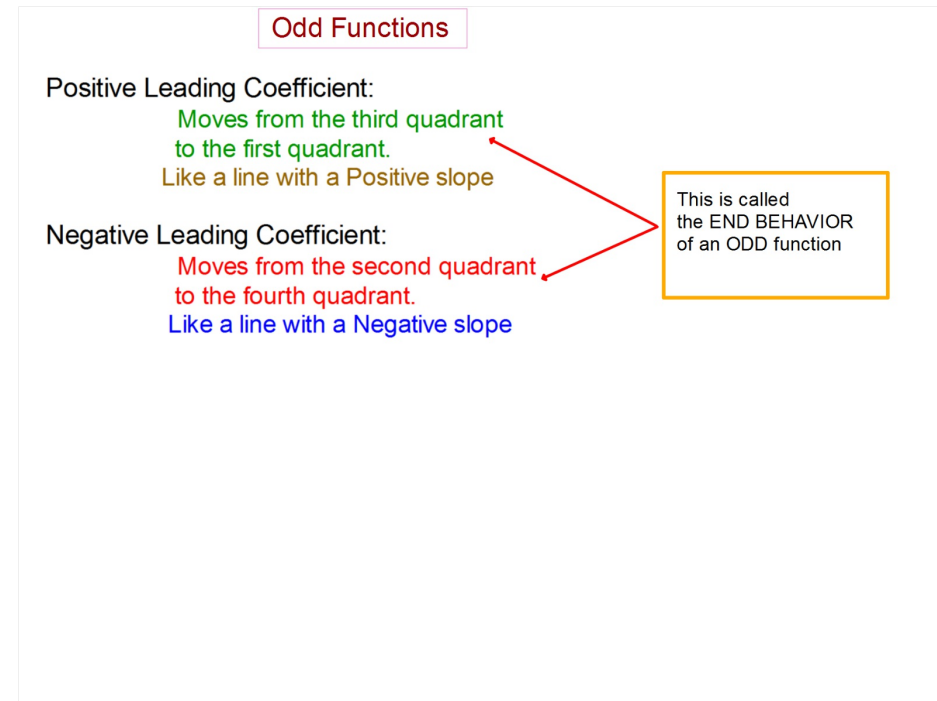 Odd Functions
Positive Leading Coefficient:
Moves from the third quadrant
to the first quadrant.
Like a line with a Positive slope
Negative Leading Coefficient:
Moves from the second quadrant
to the fourth quadrant.
Like a line with a Negative slope
This is called
the END BEHAVIOR
of an ODD function